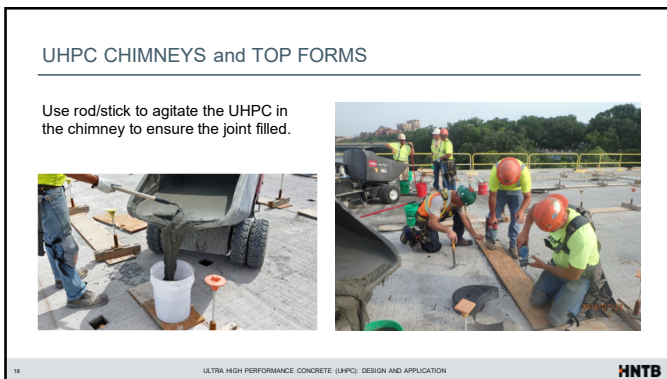 UHPC CHIMNEYS and TOP FORMS
Use rod/stick to agitate the UHPC in
the chimney to ensure the joint filled.
18
ULTRA HIGH PERFORMANCE CONCRETE (UHPC): DESIGN AND APPLICATION
HNTB